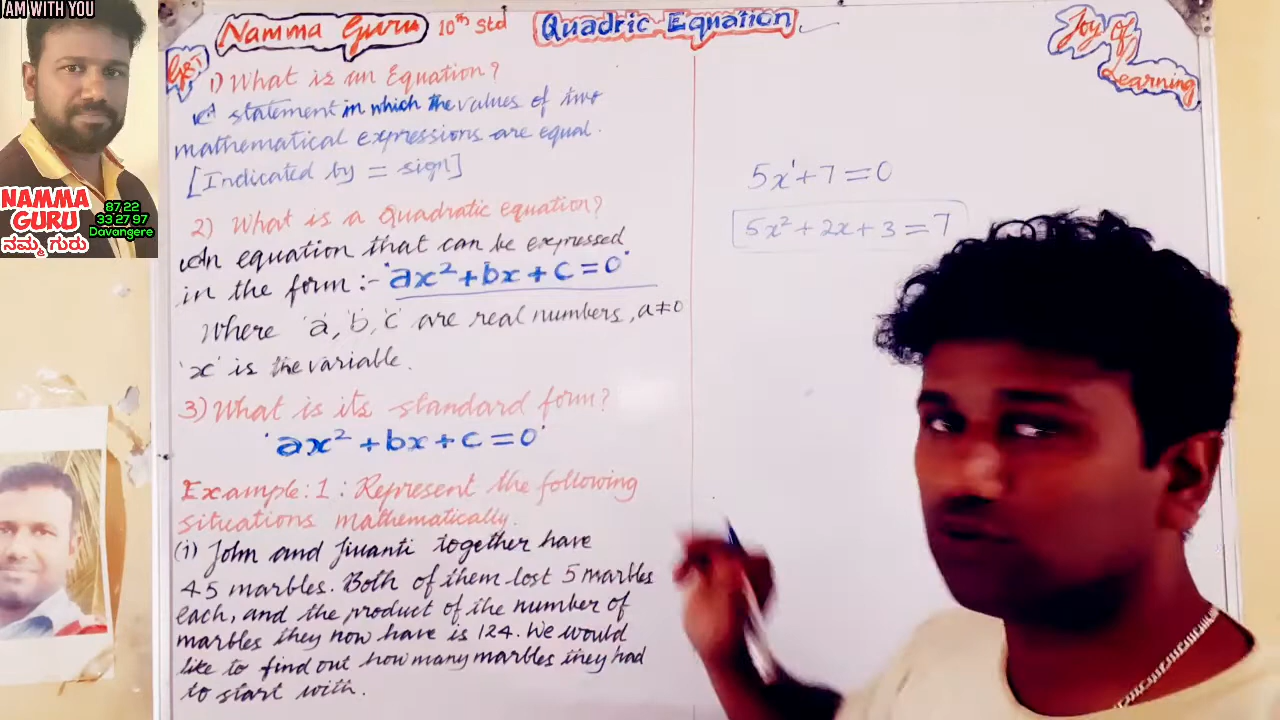 I AM WITH YOU
NAMMA
GURU
ನಮ್ಮ ಗುರು
87 22
33 27 97
Davangere
Namma Guru 10th Std Quadric Equation
GBT
Joy Of
Learning
1) What is an Equation?
A statement in which the values of two
mathematical expressions are equal.
[Indicated by = sign]
2) What is a Quadratic equation?
An equation that can be expressed
in the form :- 'ax² + bx + c = 0'
Where 'a', 'b', 'c' are real numbers, a ≠ 0
'x' is the variable.
3) What is its standard form?
'ax² + bx + c = 0'
Example: 1 : Represent the following
situations mathematically.
(i) John and Jivanti together have
45 marbles. Both of them lost 5 marbles
each, and the product of the number of
marbles they now have is 124. We would
like to find out how many marbles they had
to start with.
5x¹ + 7 = 0
5x² + 2x + 3 = 7